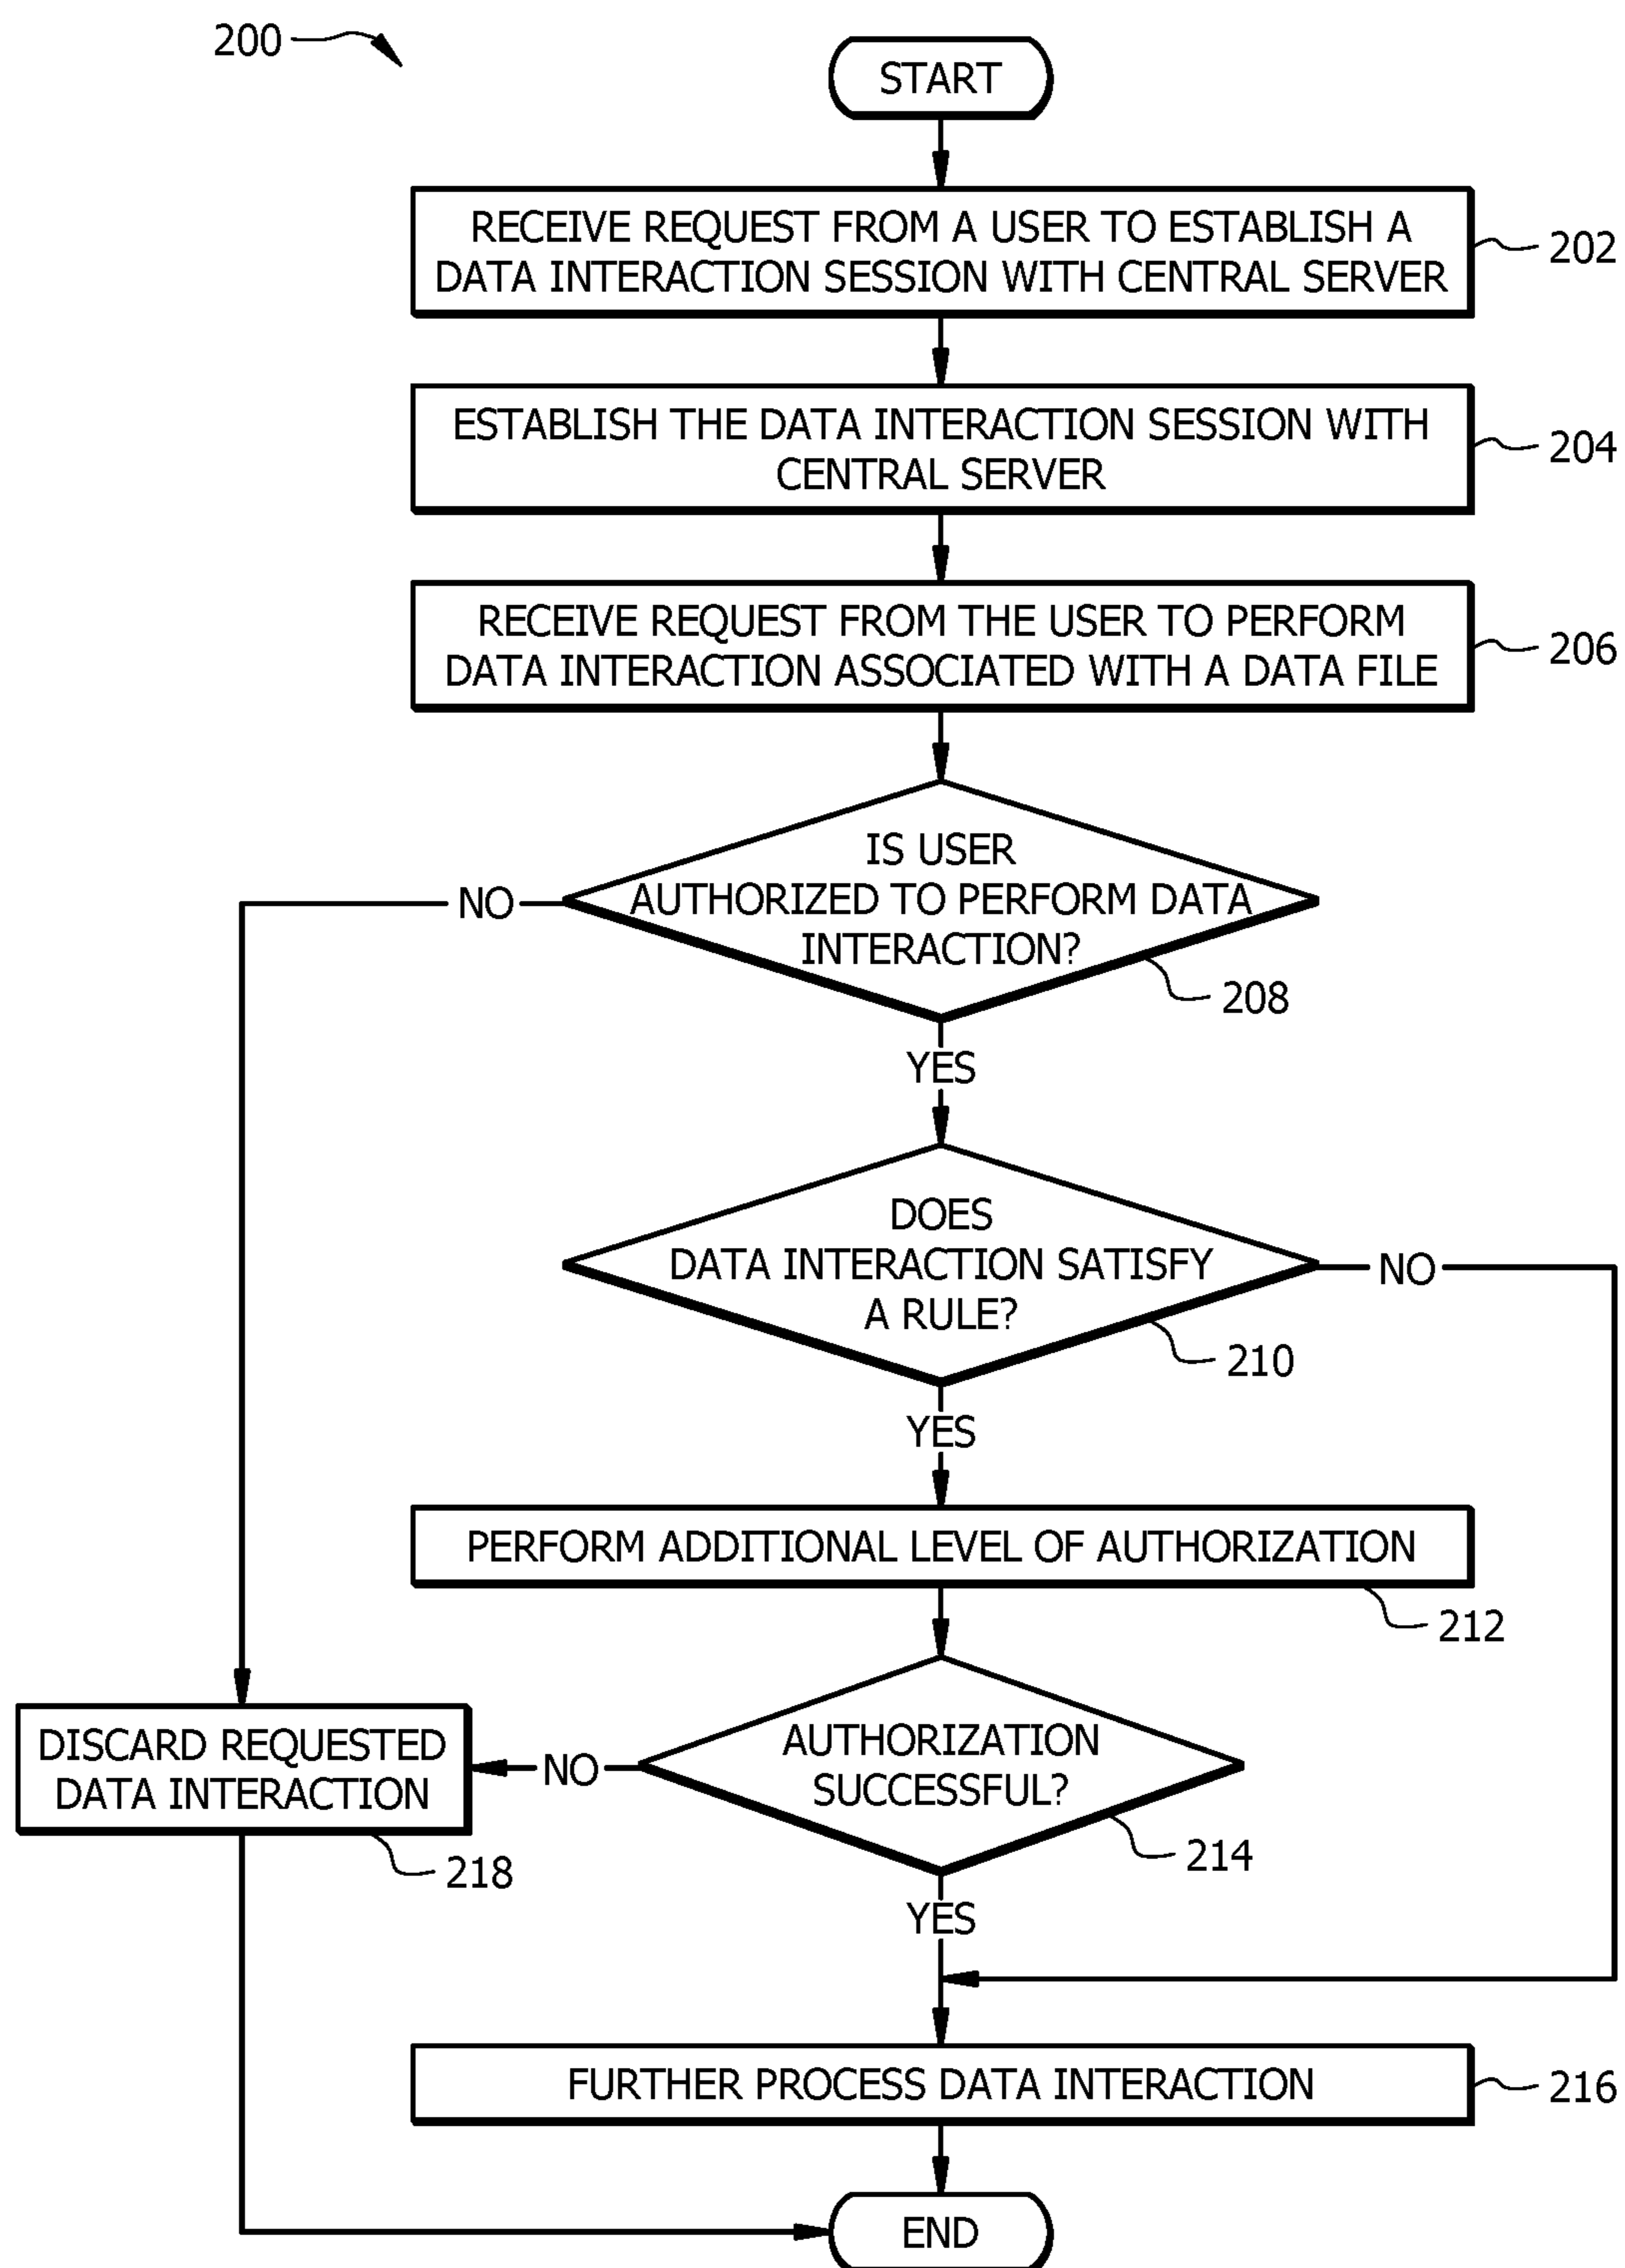 200
START
RECEIVE REQUEST FROM A USER TO ESTABLISH A
DATA INTERACTION SESSION WITH CENTRAL SERVER
202
ESTABLISH THE DATA INTERACTION SESSION WITH
CENTRAL SERVER
204
RECEIVE REQUEST FROM THE USER TO PERFORM
DATA INTERACTION ASSOCIATED WITH A DATA FILE
206
IS USER
AUTHORIZED TO PERFORM DATA
INTERACTION?
NO
208
YES
DOES
DATA INTERACTION SATISFY
A RULE?
NO
210
YES
PERFORM ADDITIONAL LEVEL OF AUTHORIZATION
212
AUTHORIZATION
SUCCESSFUL?
NO
DISCARD REQUESTED
DATA INTERACTION
218
214
YES
FURTHER PROCESS DATA INTERACTION
216
END